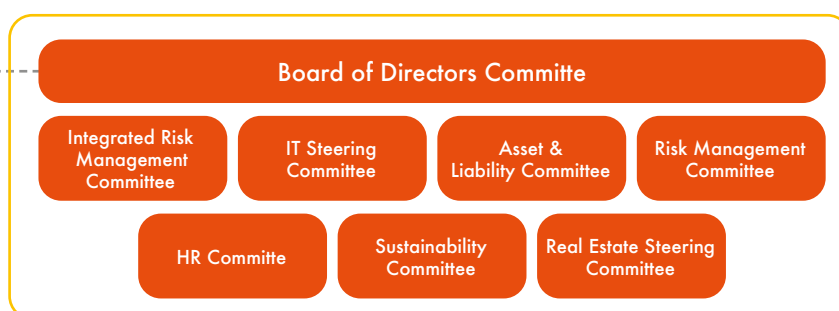 Board of Directors Committe
Integrated Risk
Management
Committee
IT Steering
Committee
Asset &
Liability Committee
Risk Management
Committee
HR Committe
Sustainability
Committee
Real Estate Steering
Committee